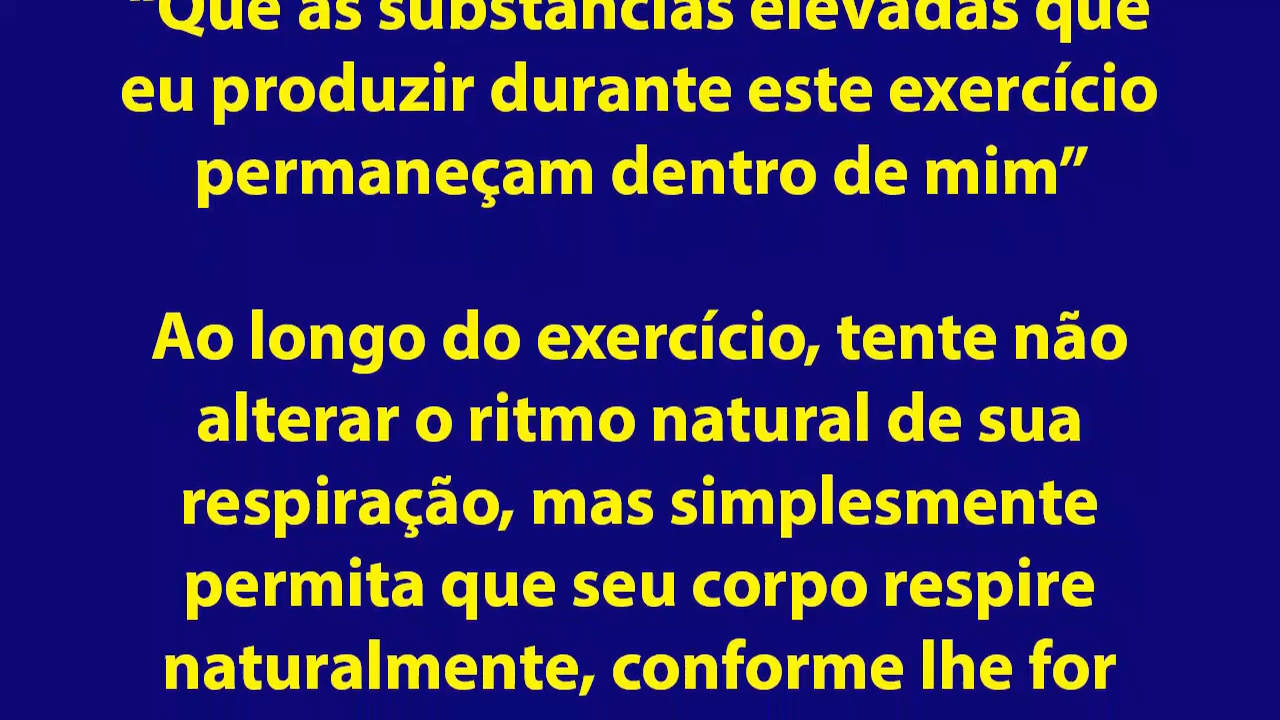 “Que as substâncias elevadas que
eu produzir durante este exercício
permaneçam dentro de mim”
Ao longo do exercício, tente não
alterar o ritmo natural de sua
respiração, mas simplesmente
permita que seu corpo respire
naturalmente, conforme lhe for